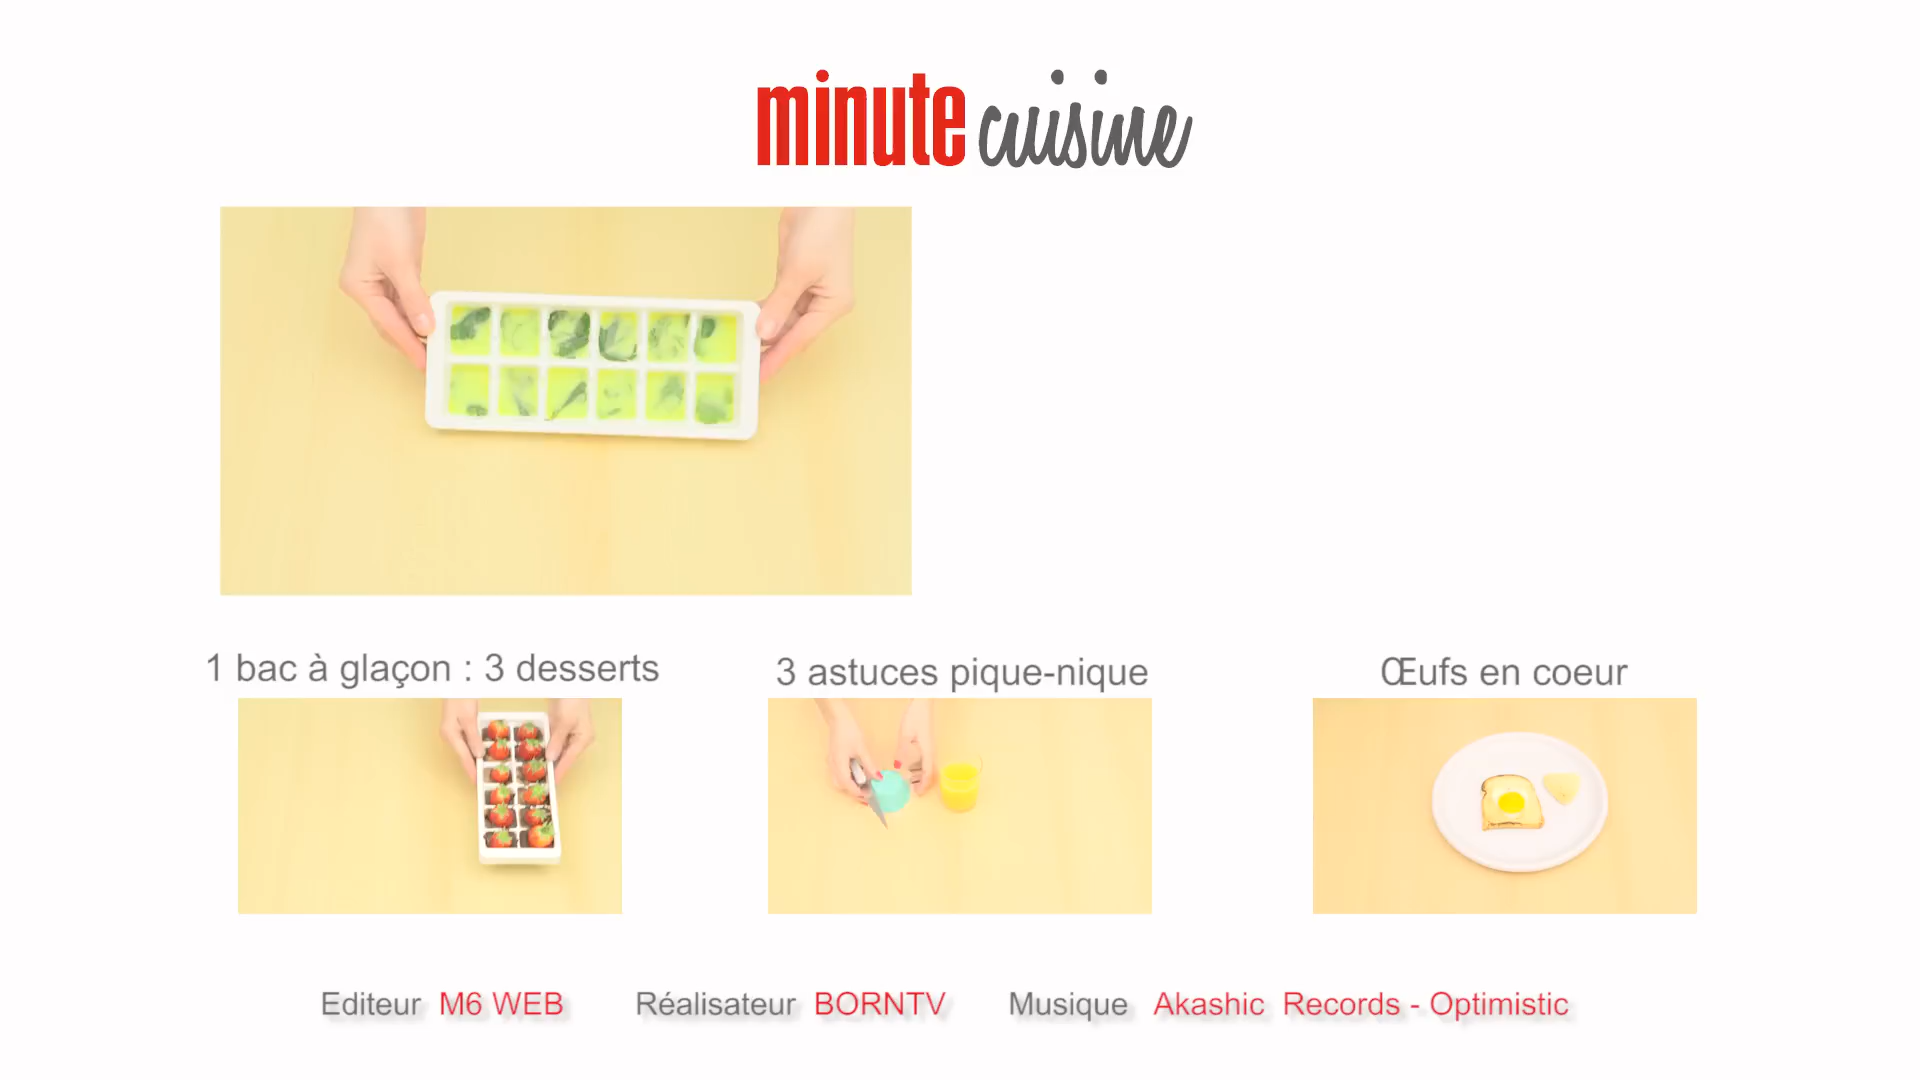 minute cuisine
1 bac à glaçon : 3 desserts
3 astuces pique-nique
Œufs en coeur
Editeur M6 WEB Réalisateur BORNTV Musique Akashic Records - Optimistic